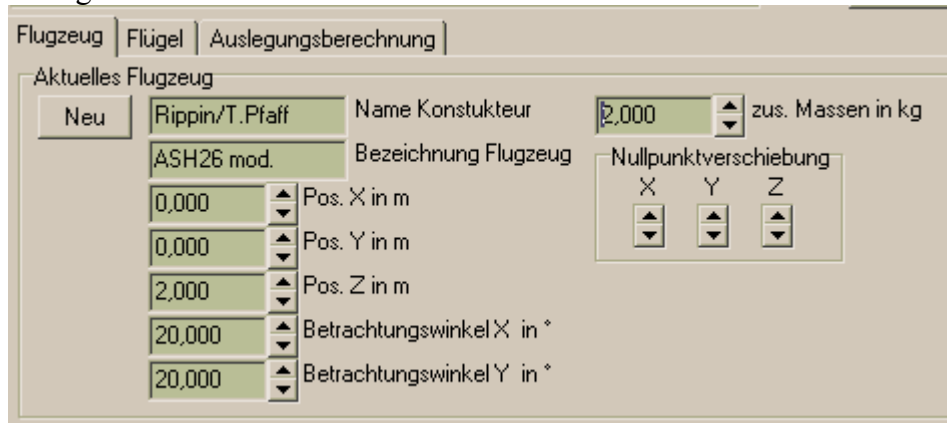 Flugzeug Flügel Auslegungsberechnung
Aktuelles Flugzeug
Neu Rippin/T.Pfaff Name Konstukteur 2,000 zus. Massen in kg
ASH26 mod. Bezeichnung Flugzeug Nullpunktverschiebung
X Y Z
0,000 Pos. X in m
0,000 Pos. Y in m
2,000 Pos. Z in m
20,000 Betrachtungswinkel X in °
20,000 Betrachtungswinkel Y in °